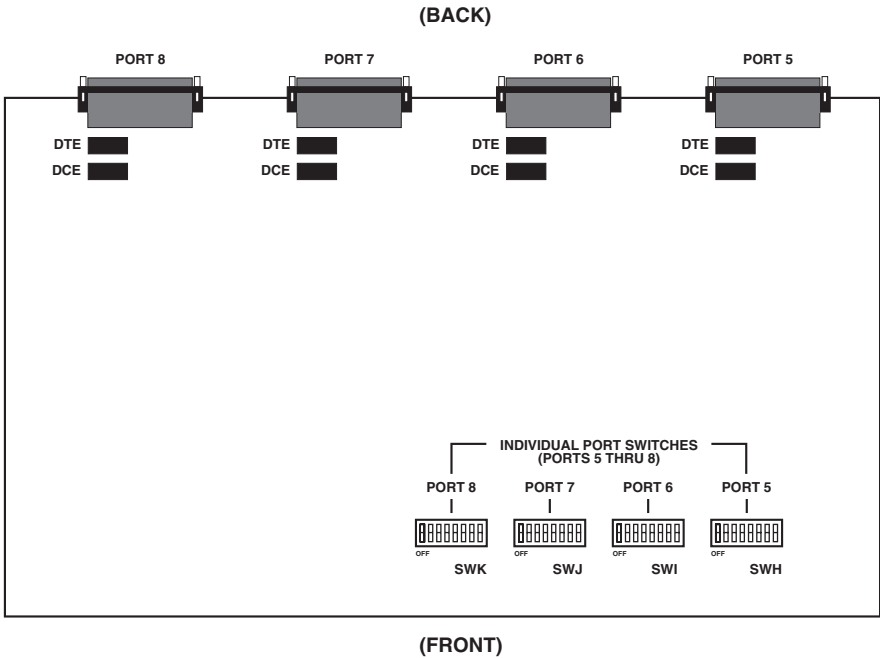 (BACK)
PORT 8 PORT 7 PORT 6 PORT 5
DTE DTE DTE DTE
DCE DCE DCE DCE
INDIVIDUAL PORT SWITCHES
(PORTS 5 THRU 8)
PORT 8 PORT 7 PORT 6 PORT 5
OFF OFF OFF OFF
SWK SWJ SWI SWH
(FRONT)